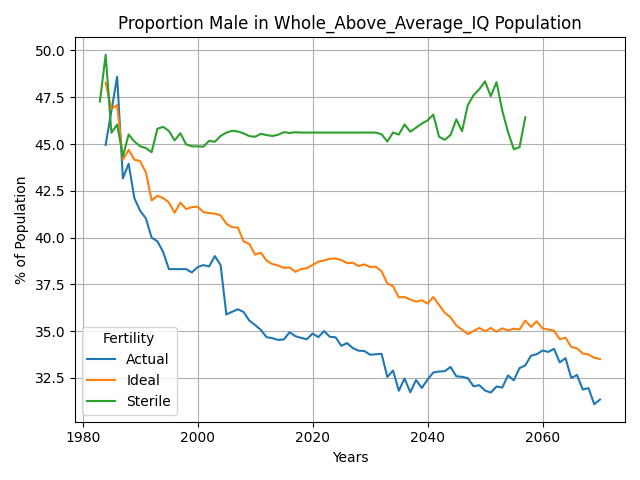 Proportion Male in Whole_Above_Average_IQ Population
% of Population
50.0
47.5
45.0
42.5
40.0
37.5
35.0
32.5
Fertility
Actual
Ideal
Sterile
1980
2000
2020
2040
2060
Years